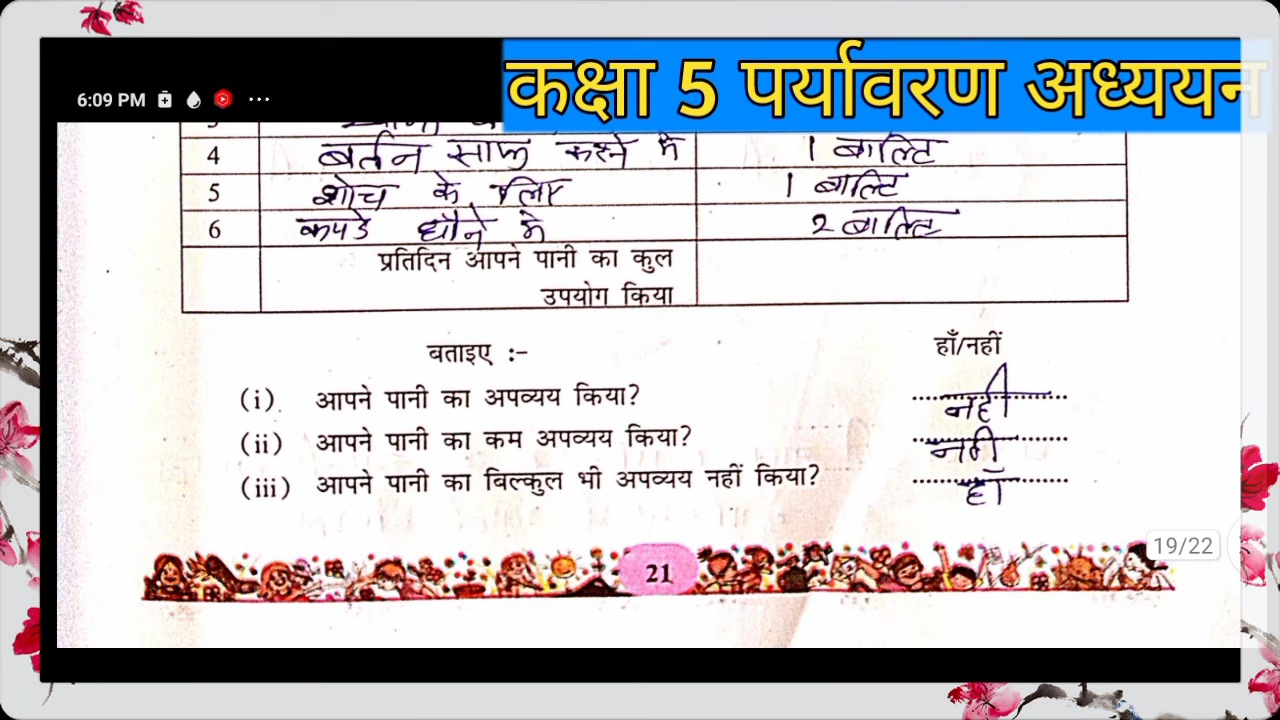 कक्षा 5 पर्यावरण अध्ययन
6:09 PM
3
4 बर्तन साफ करने मे 1 बाल्टि
5 शोच के लिए 1 बाल्टि
6 कपडे धौने मे 2 बाल्टि
प्रतिदिन आपने पानी का कुल
उपयोग किया
बताइए :- हाँ/नहीं
(i) आपने पानी का अपव्यय किया? नही
(ii) आपने पानी का कम अपव्यय किया? नही
(iii) आपने पानी का बिल्कुल भी अपव्यय नहीं किया? हाँ
19/22
21